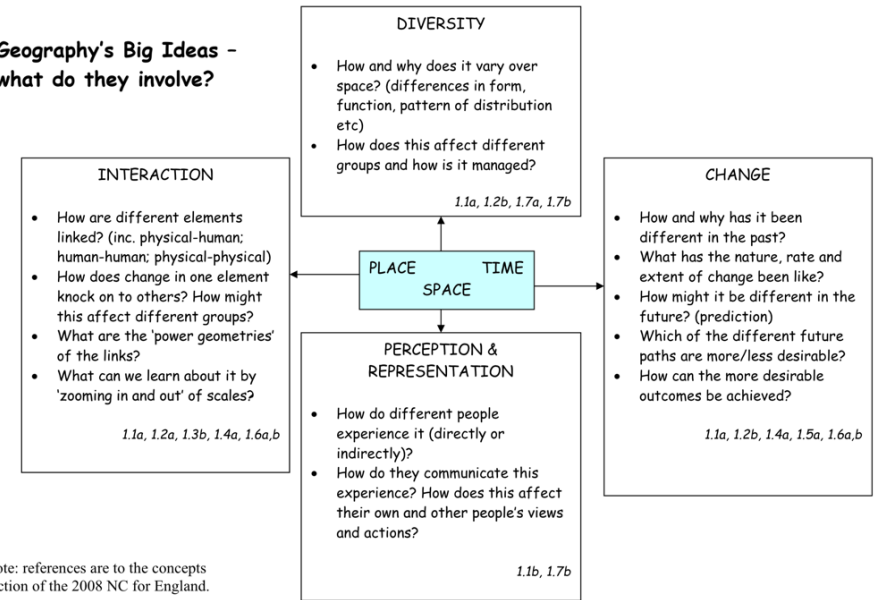 Geography's Big Ideas –
what do they involve?
DIVERSITY
• How and why does it vary over
space? (differences in form,
function, pattern of distribution
etc)
• How does this affect different
groups and how is it managed?
1.1a, 1.2b, 1.7a, 1.7b
INTERACTION
• How are different elements
linked? (inc. physical-human;
human-human; physical-physical)
• How does change in one element
knock on to others? How might
this affect different groups?
• What are the 'power geometries'
of the links?
• What can we learn about it by
'zooming in and out' of scales?
1.1a, 1.2a, 1.3b, 1.4a, 1.6a,b
PLACE TIME
SPACE
CHANGE
• How and why has it been
different in the past?
• What has the nature, rate and
extent of change been like?
• How might it be different in the
future? (prediction)
• Which of the different future
paths are more/less desirable?
• How can the more desirable
outcomes be achieved?
1.1a, 1.2b, 1.4a, 1.5a, 1.6a,b
PERCEPTION &
REPRESENTATION
• How do different people
experience it (directly or
indirectly)?
• How do they communicate this
experience? How does this affect
their own and other people's views
and actions?
1.1b, 1.7b
ote: references are to the concepts
ction of the 2008 NC for England.